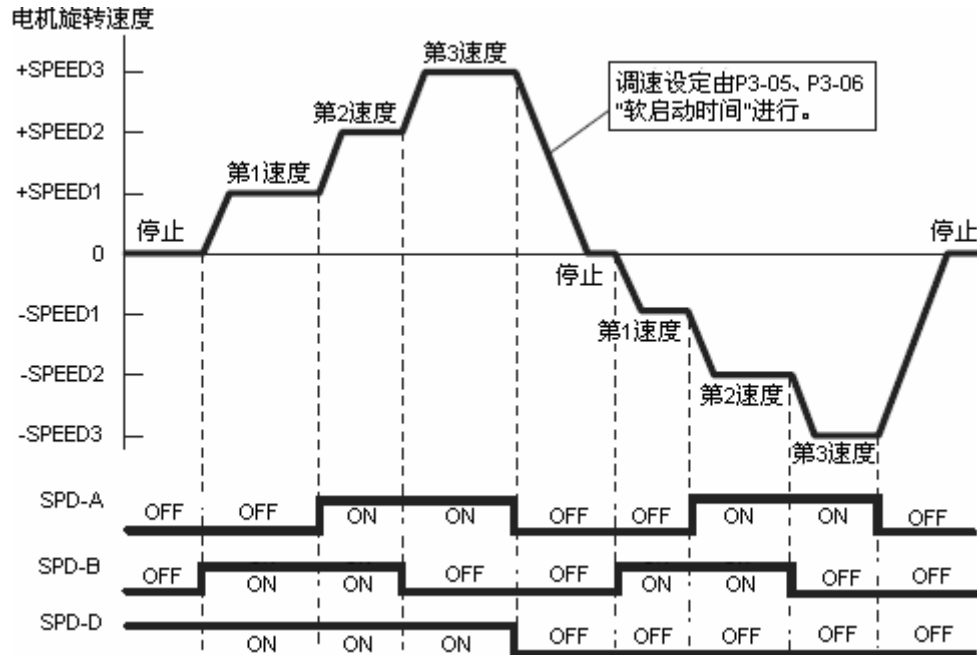 电机旋转速度
+SPEED3
第3速度
调速设定由P3-05、P3-06
"软启动时间"进行。
+SPEED2
第2速度
+SPEED1
第1速度
停止
停止
0
停止
-SPEED1
第1速度
-SPEED2
第2速度
-SPEED3
第3速度
SPD-A
OFF OFF ON ON OFF OFF ON ON OFF
SPD-B
OFF ON ON OFF OFF ON ON OFF OFF
SPD-D
ON ON ON OFF OFF OFF OFF OFF